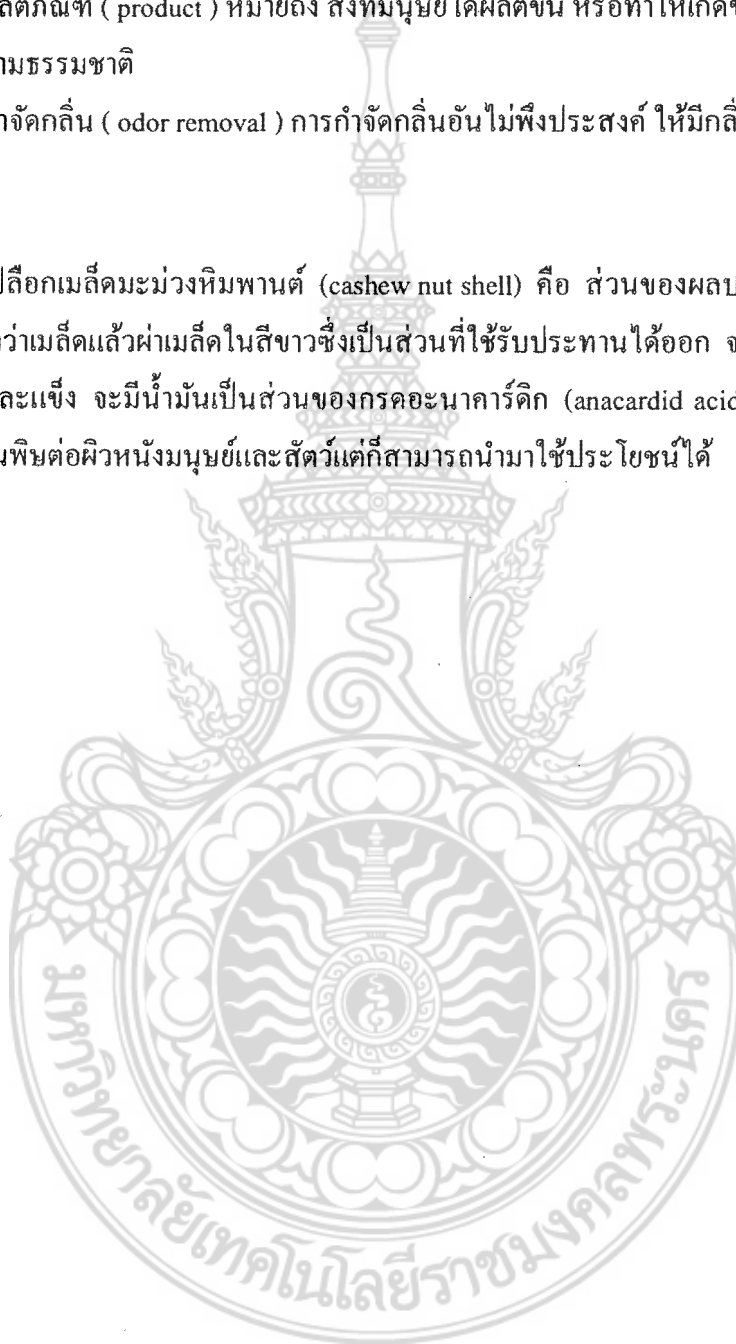 ลิตภัณฑ์ ( product ) หมายถึง สิ่งที่มนุษย์ได้ผลิตขึ้น หรือทำให้เกิดข
ามธรรมชาติ
าจัดกลิ่น ( odor removal ) การกำจัดกลิ่นอันไม่พึงประสงค์ ให้มีกลิ่
ปลือกเมล็ดมะม่วงหิมพานต์ (cashew nut shell) คือ ส่วนของผลป
งว่าเมล็ดแล้วผ่าเมล็ดในสีขาวซึ่งเป็นส่วนที่ใช้รับประทานได้ออก จ
ละแข็ง จะมีน้ำมันเป็นส่วนของกรดอะนาคาร์ดิก (anacardid acid
นพิษต่อผิวหนังมนุษย์และสัตว์แต่ก็สามารถนำมาใช้ประโยชน์ได้
มหาวิทยาลัยเทคโนโลยีราชมงคลพระนคร